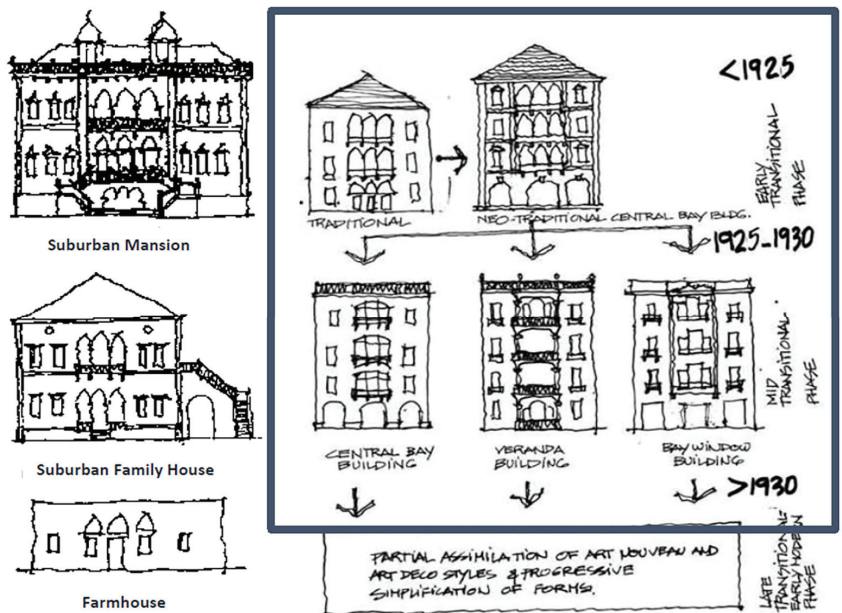 Suburban Mansion
Suburban Family House
Farmhouse
<1925
EARLY
TRANSITIONAL
PHASE
TRADITIONAL
NEO-TRADITIONAL CENTRAL BAY BLDG.
1925-1930
MID
TRANSITIONAL
PHASE
CENTRAL BAY
BUILDING
VERANDA
BUILDING
BAY WINDOW
BUILDING
>1930
LATE
TRANSITIONAL-
EARLY MODERN
PHASE
PARTIAL ASSIMILATION OF ART NOUVEAU AND
ART DECO STYLES & PROGRESSIVE
SIMPLIFICATION OF FORMS.